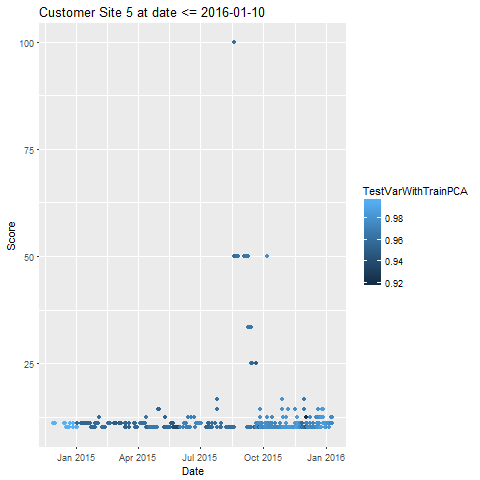 Customer Site 5 at date <= 2016-01-10
100
75
50
25
Score
Jan 2015
Apr 2015
Jul 2015
Oct 2015
Jan 2016
Date
TestVarWithTrainPCA
0.98
0.96
0.94
0.92